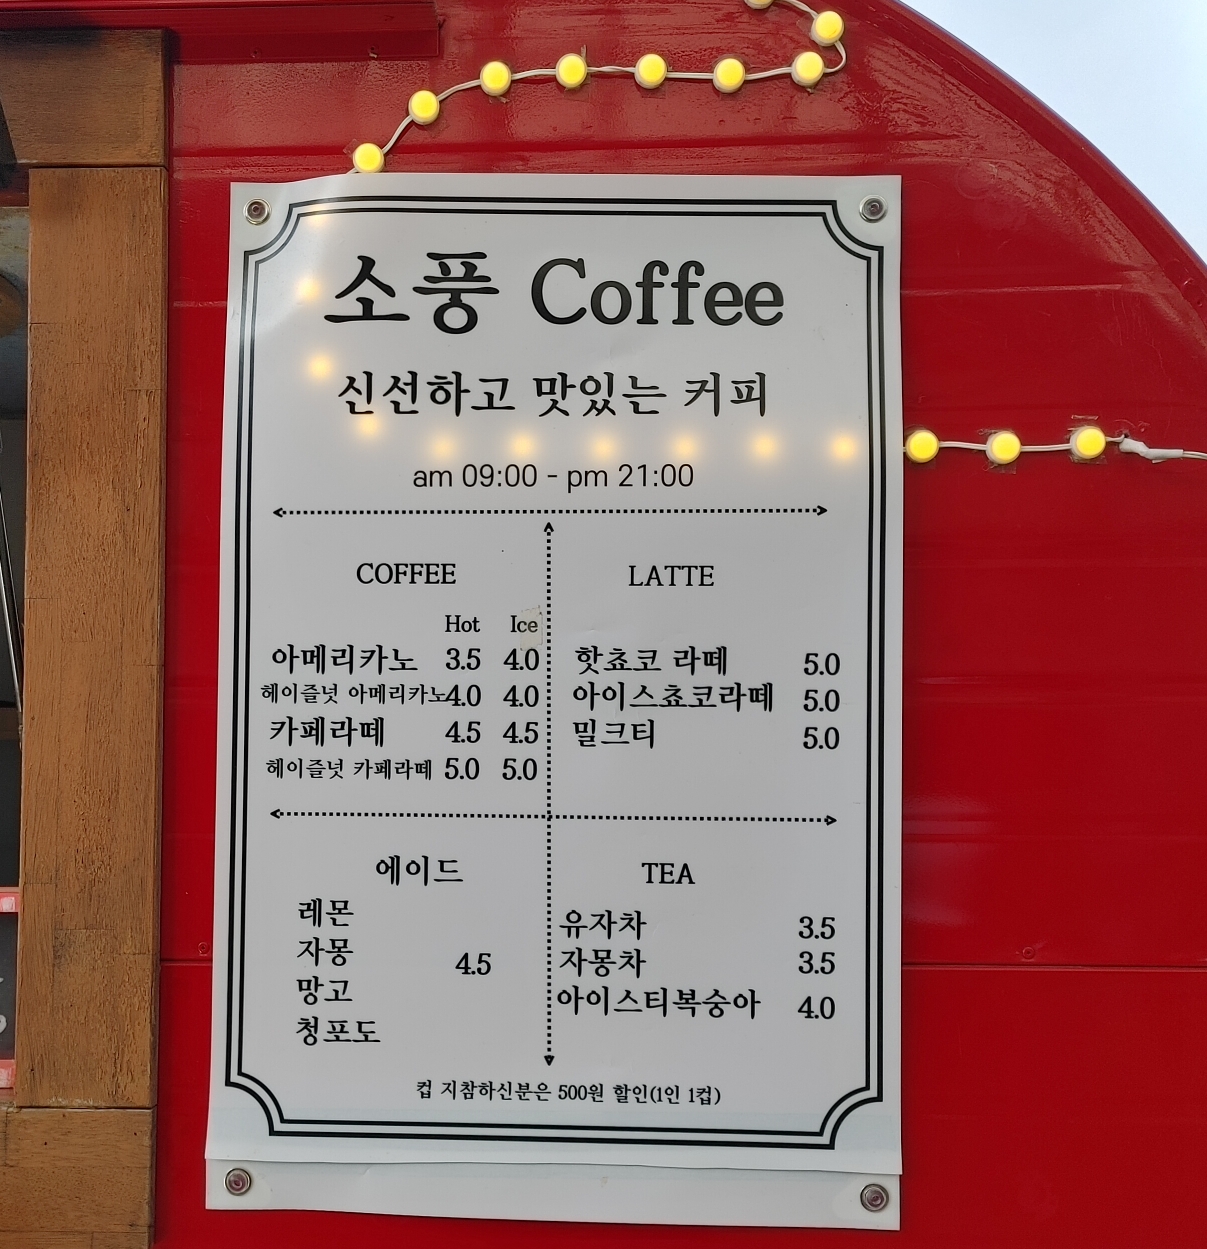 소풍 Coffee
신선하고 맛있는 커피
am 09:00 - pm 21:00
COFFEE
Hot Ice
아메리카노 3.5 4.0
헤이즐넛 아메리카노 4.0 4.0
카페라떼 4.5 4.5
헤이즐넛 카페라떼 5.0 5.0
LATTE
핫쵸코 라떼 5.0
아이스쵸코라떼 5.0
밀크티 5.0
에이드
레몬
자몽
4.5
망고
청포도
TEA
유자차 3.5
자몽차 3.5
아이스티복숭아 4.0
컵 지참하신분은 500원 할인(1인 1컵)